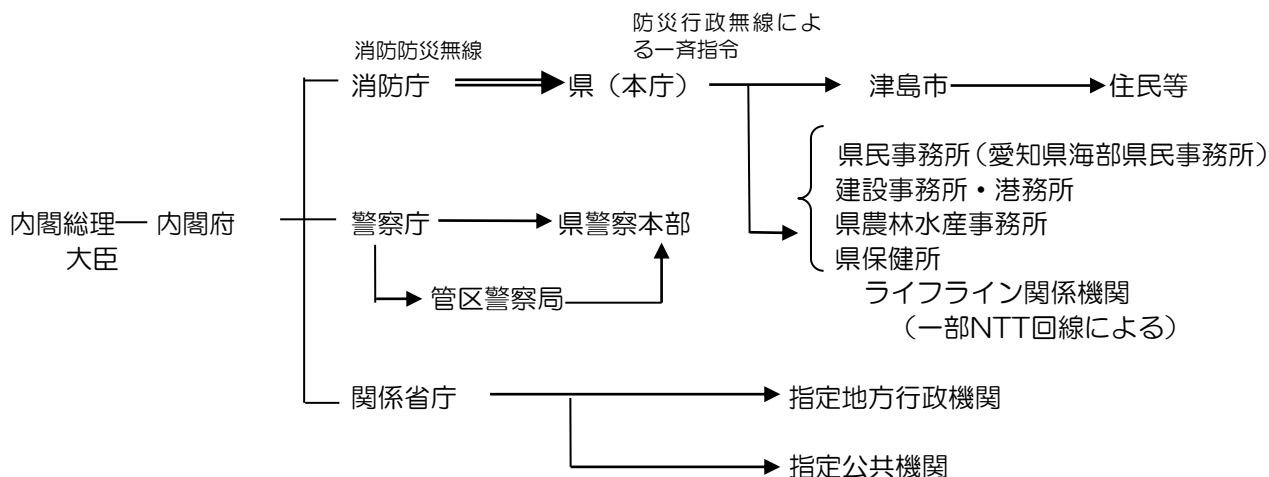 防災行政無線によ
る一斉指令
消防防災無線
消防庁 県（本庁） 津島市 住民等
県民事務所（愛知県海部県民事務所）
建設事務所・港務所
内閣総理 内閣府 警察庁 県警察本部 県農林水産事務所
大臣 県保健所
管区警察局 ライフライン関係機関
（一部NTT回線による）
関係省庁 指定地方行政機関
指定公共機関